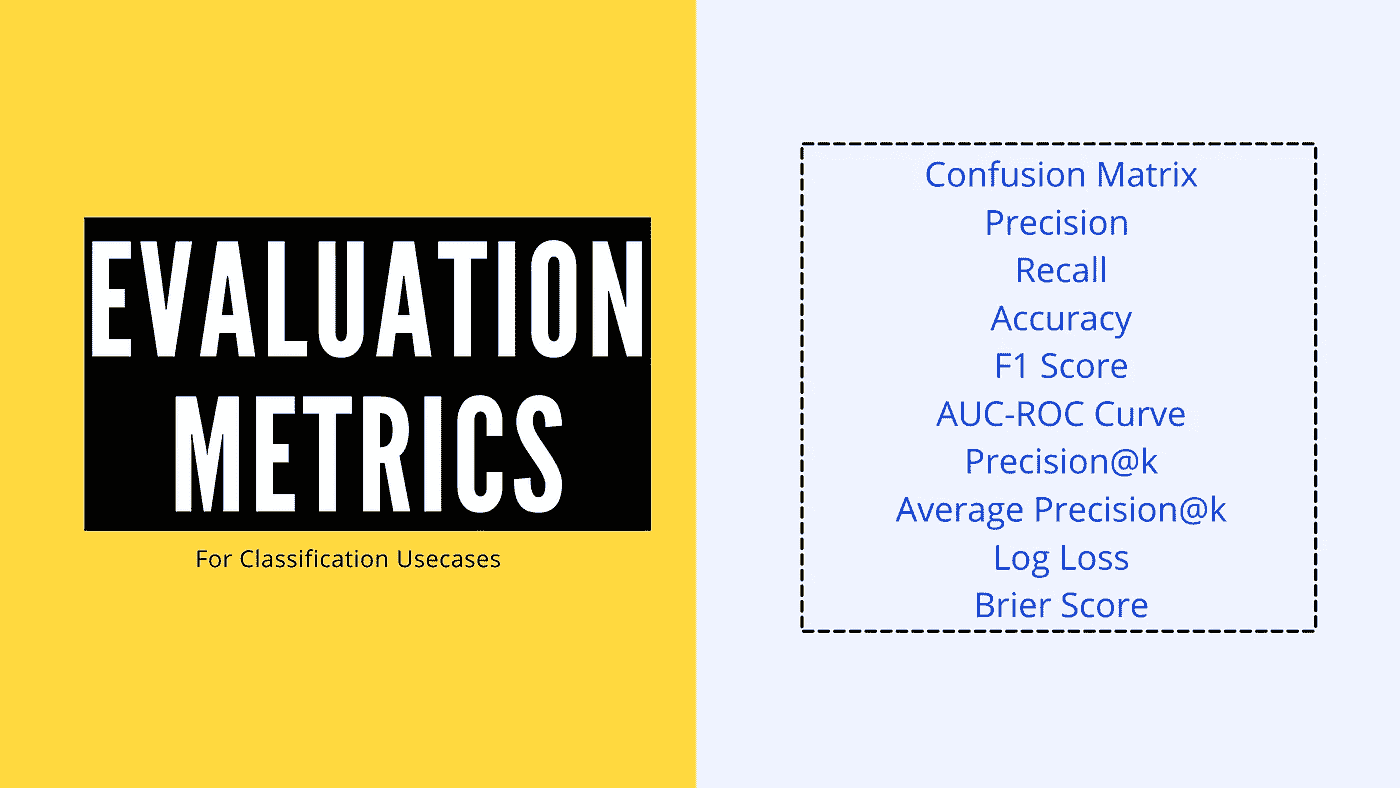 EVALUATION
METRICS
For Classification Usecases
Confusion Matrix
Precision
Recall
Accuracy
F1 Score
AUC-ROC Curve
Precision@k
Average Precision@k
Log Loss
Brier Score